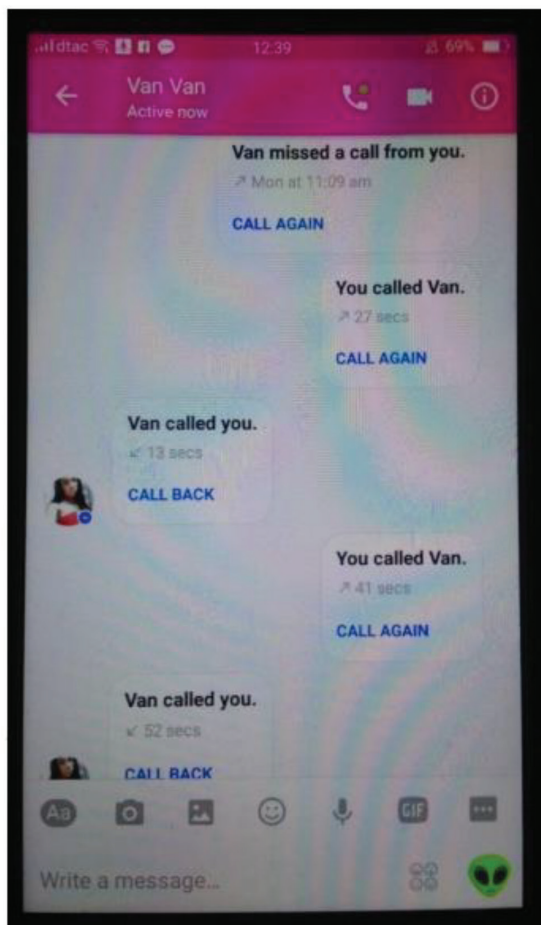 dtac 12:39 69%
Van Van
Active now
Van missed a call from you.
Mon at 11:09 am
CALL AGAIN
You called Van.
27 secs
CALL AGAIN
Van called you.
13 secs
CALL BACK
You called Van.
41 secs
CALL AGAIN
Van called you.
52 secs
CALL BACK
Aa GIF
Write a message...